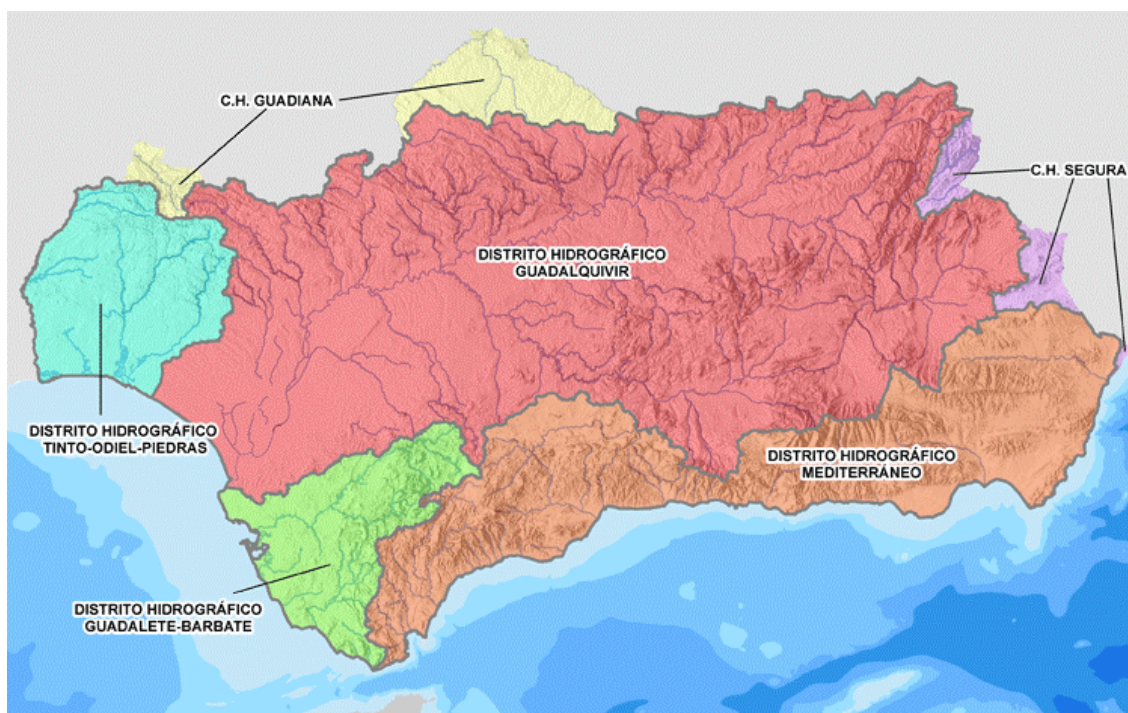 C.H. GUADIANA
C.H. SEGURA
DISTRITO HIDROGRÁFICO
GUADALQUIVIR
DISTRITO HIDROGRÁFICO
TINTO-ODIEL-PIEDRAS
DISTRITO HIDROGRÁFICO
MEDITERRÁNEO
DISTRITO HIDROGRÁFICO
GUADALETE-BARBATE